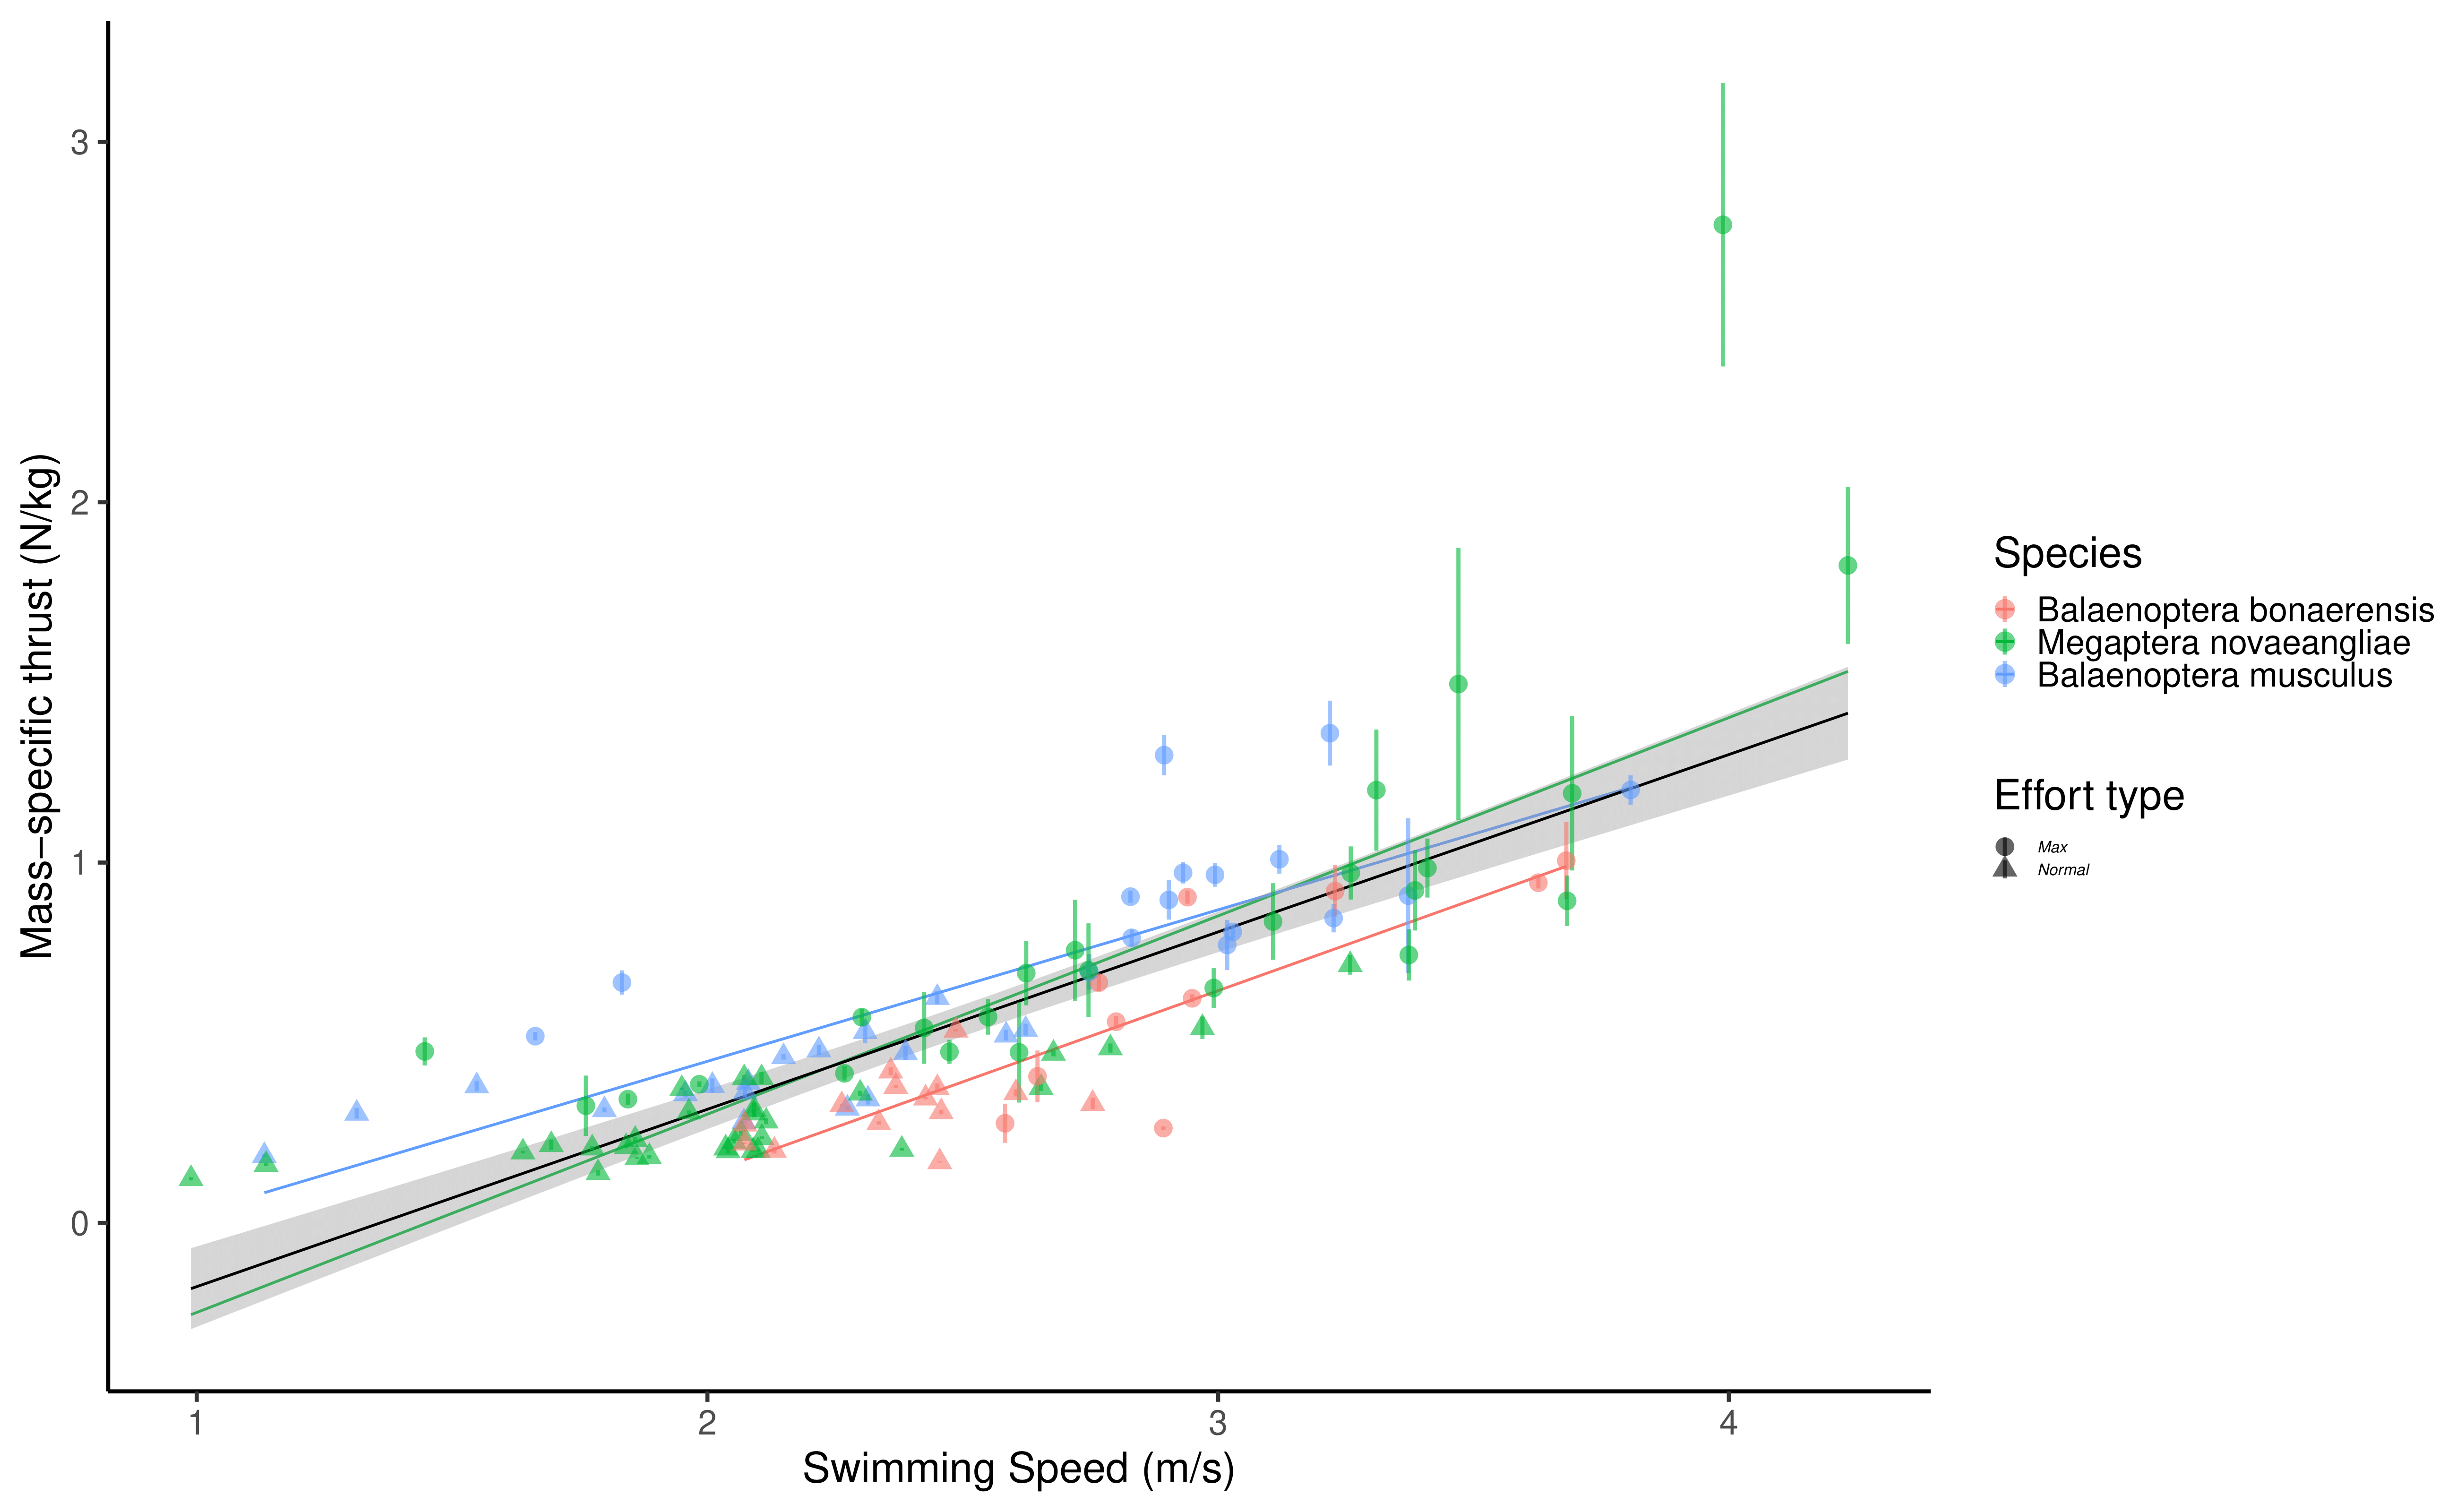 Mass−specific thrust (N/kg)
3
2
1
0
1
2
3
4
Swimming Speed (m/s)
Species
Balaenoptera bonaerensis
Megaptera novaeangliae
Balaenoptera musculus
Effort type
Max
Normal